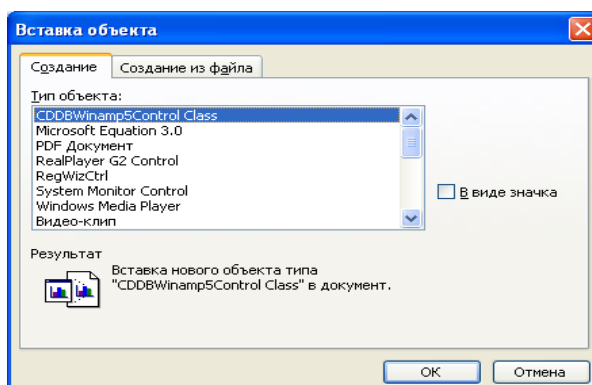 Вставка объекта
Создание
Создание из файла
Тип объекта:
CDDBWinamp5Control Class
Microsoft Equation 3.0
PDF Документ
RealPlayer G2 Control
RegWizCtrl
System Monitor Control
Windows Media Player
Видео-клип
В виде значка
Результат
Вставка нового объекта типа
"CDDBWinamp5Control Class" в документ.
ОК
Отмена